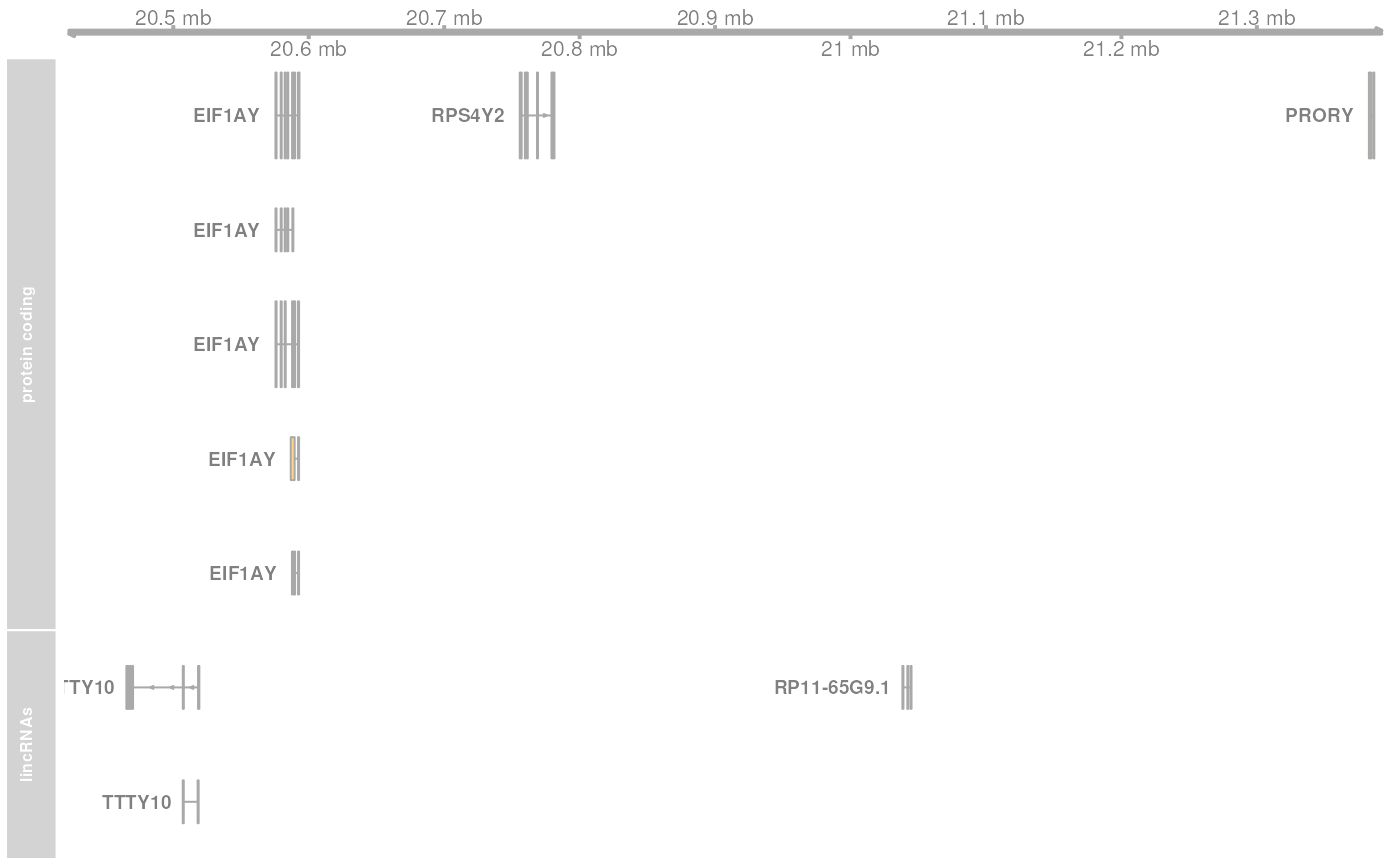 20.5 mb 20.7 mb 20.9 mb 21.1 mb 21.3 mb
20.6 mb 20.8 mb 21 mb 21.2 mb
protein coding
EIF1AY RPS4Y2 PRORY
EIF1AY
EIF1AY
EIF1AY
EIF1AY
lincRNAs
TTY10 RP11-65G9.1
TTTY10